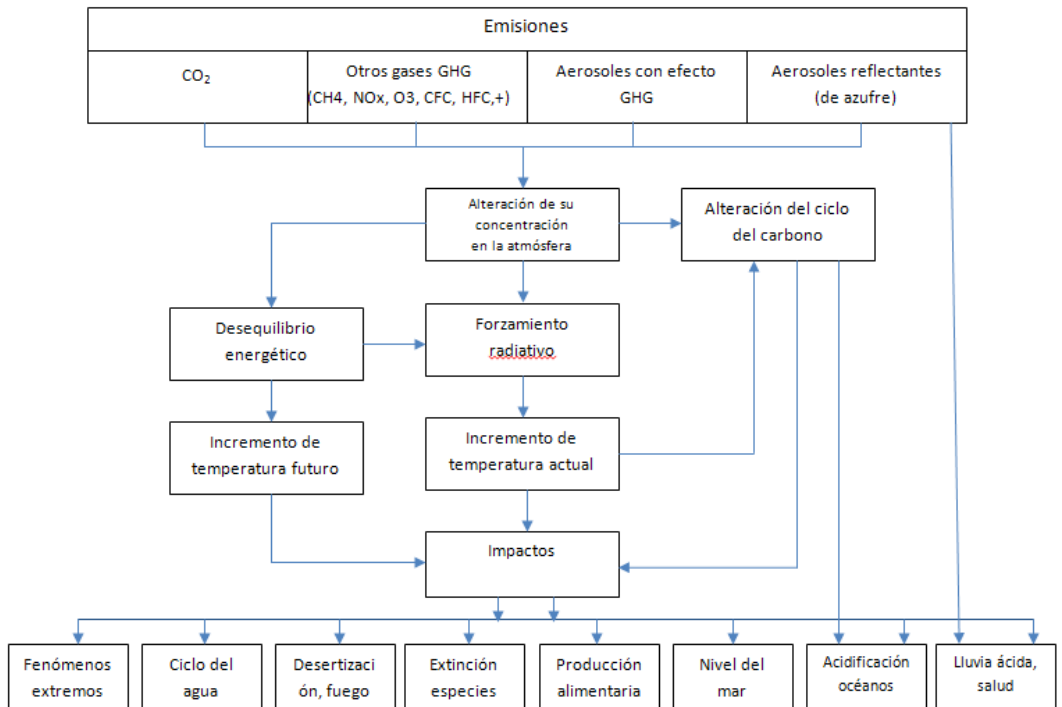 Emisiones
CO₂
Otros gases GHG
(CH4, NOx, O3, CFC, HFC,+)
Aerosoles con efecto
GHG
Aerosoles reflectantes
(de azufre)
Alteración de su
concentración
en la atmósfera
Alteración del ciclo
del carbono
Desequilibrio
energético
Forzamiento
radiativo
Incremento de
temperatura futuro
Incremento de
temperatura actual
Impactos
Fenómenos
extremos
Ciclo del
agua
Desertizaci
ón, fuego
Extinción
especies
Producción
alimentaria
Nivel del
mar
Acidificación
océanos
Lluvia ácida,
salud